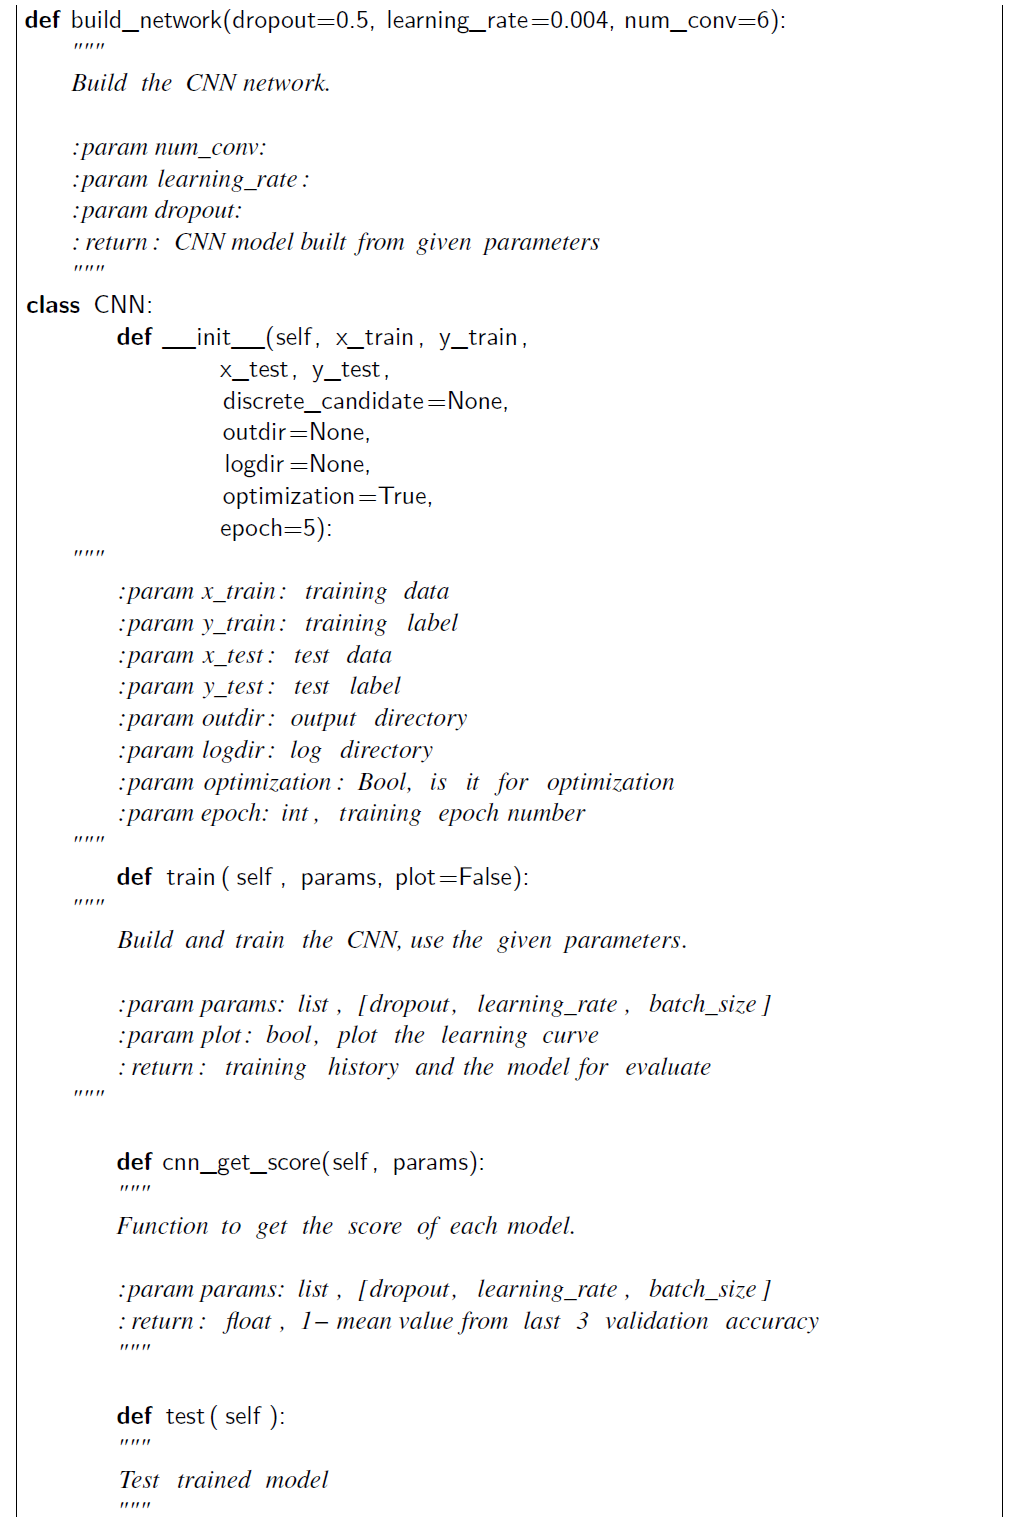 def build_network(dropout=0.5, learning_rate=0.004, num_conv=6):
"""
Build the CNN network.
:param num_conv:
:param learning_rate:
:param dropout:
:return: CNN model built from given parameters
"""
class CNN:
def __init__(self, x_train, y_train,
x_test, y_test,
discrete_candidate=None,
outdir=None,
logdir=None,
optimization=True,
epoch=5):
"""
:param x_train: training data
:param y_train: training label
:param x_test: test data
:param y_test: test label
:param outdir: output directory
:param logdir: log directory
:param optimization: Bool, is it for optimization
:param epoch: int, training epoch number
"""
def train(self, params, plot=False):
"""
Build and train the CNN, use the given parameters.
:param params: list, [dropout, learning_rate, batch_size]
:param plot: bool, plot the learning curve
:return: training history and the model for evaluate
"""
def cnn_get_score(self, params):
"""
Function to get the score of each model.
:param params: list, [dropout, learning_rate, batch_size]
:return: float, 1− mean value from last 3 validation accuracy
"""
def test(self):
"""
Test trained model
"""